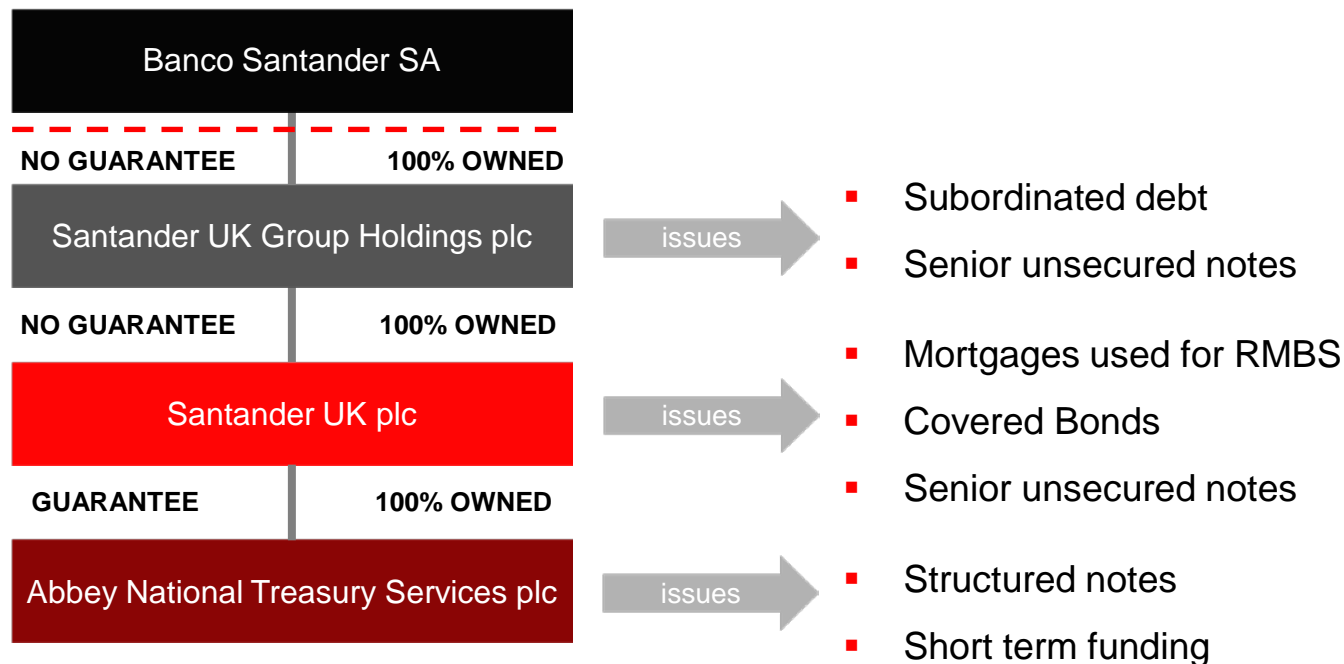 Banco Santander SA
NO GUARANTEE 100% OWNED
Santander UK Group Holdings plc
issues
▪ Subordinated debt
▪ Senior unsecured notes
NO GUARANTEE 100% OWNED
Santander UK plc
issues
▪ Mortgages used for RMBS
▪ Covered Bonds
▪ Senior unsecured notes
GUARANTEE 100% OWNED
Abbey National Treasury Services plc
issues
▪ Structured notes
▪ Short term funding